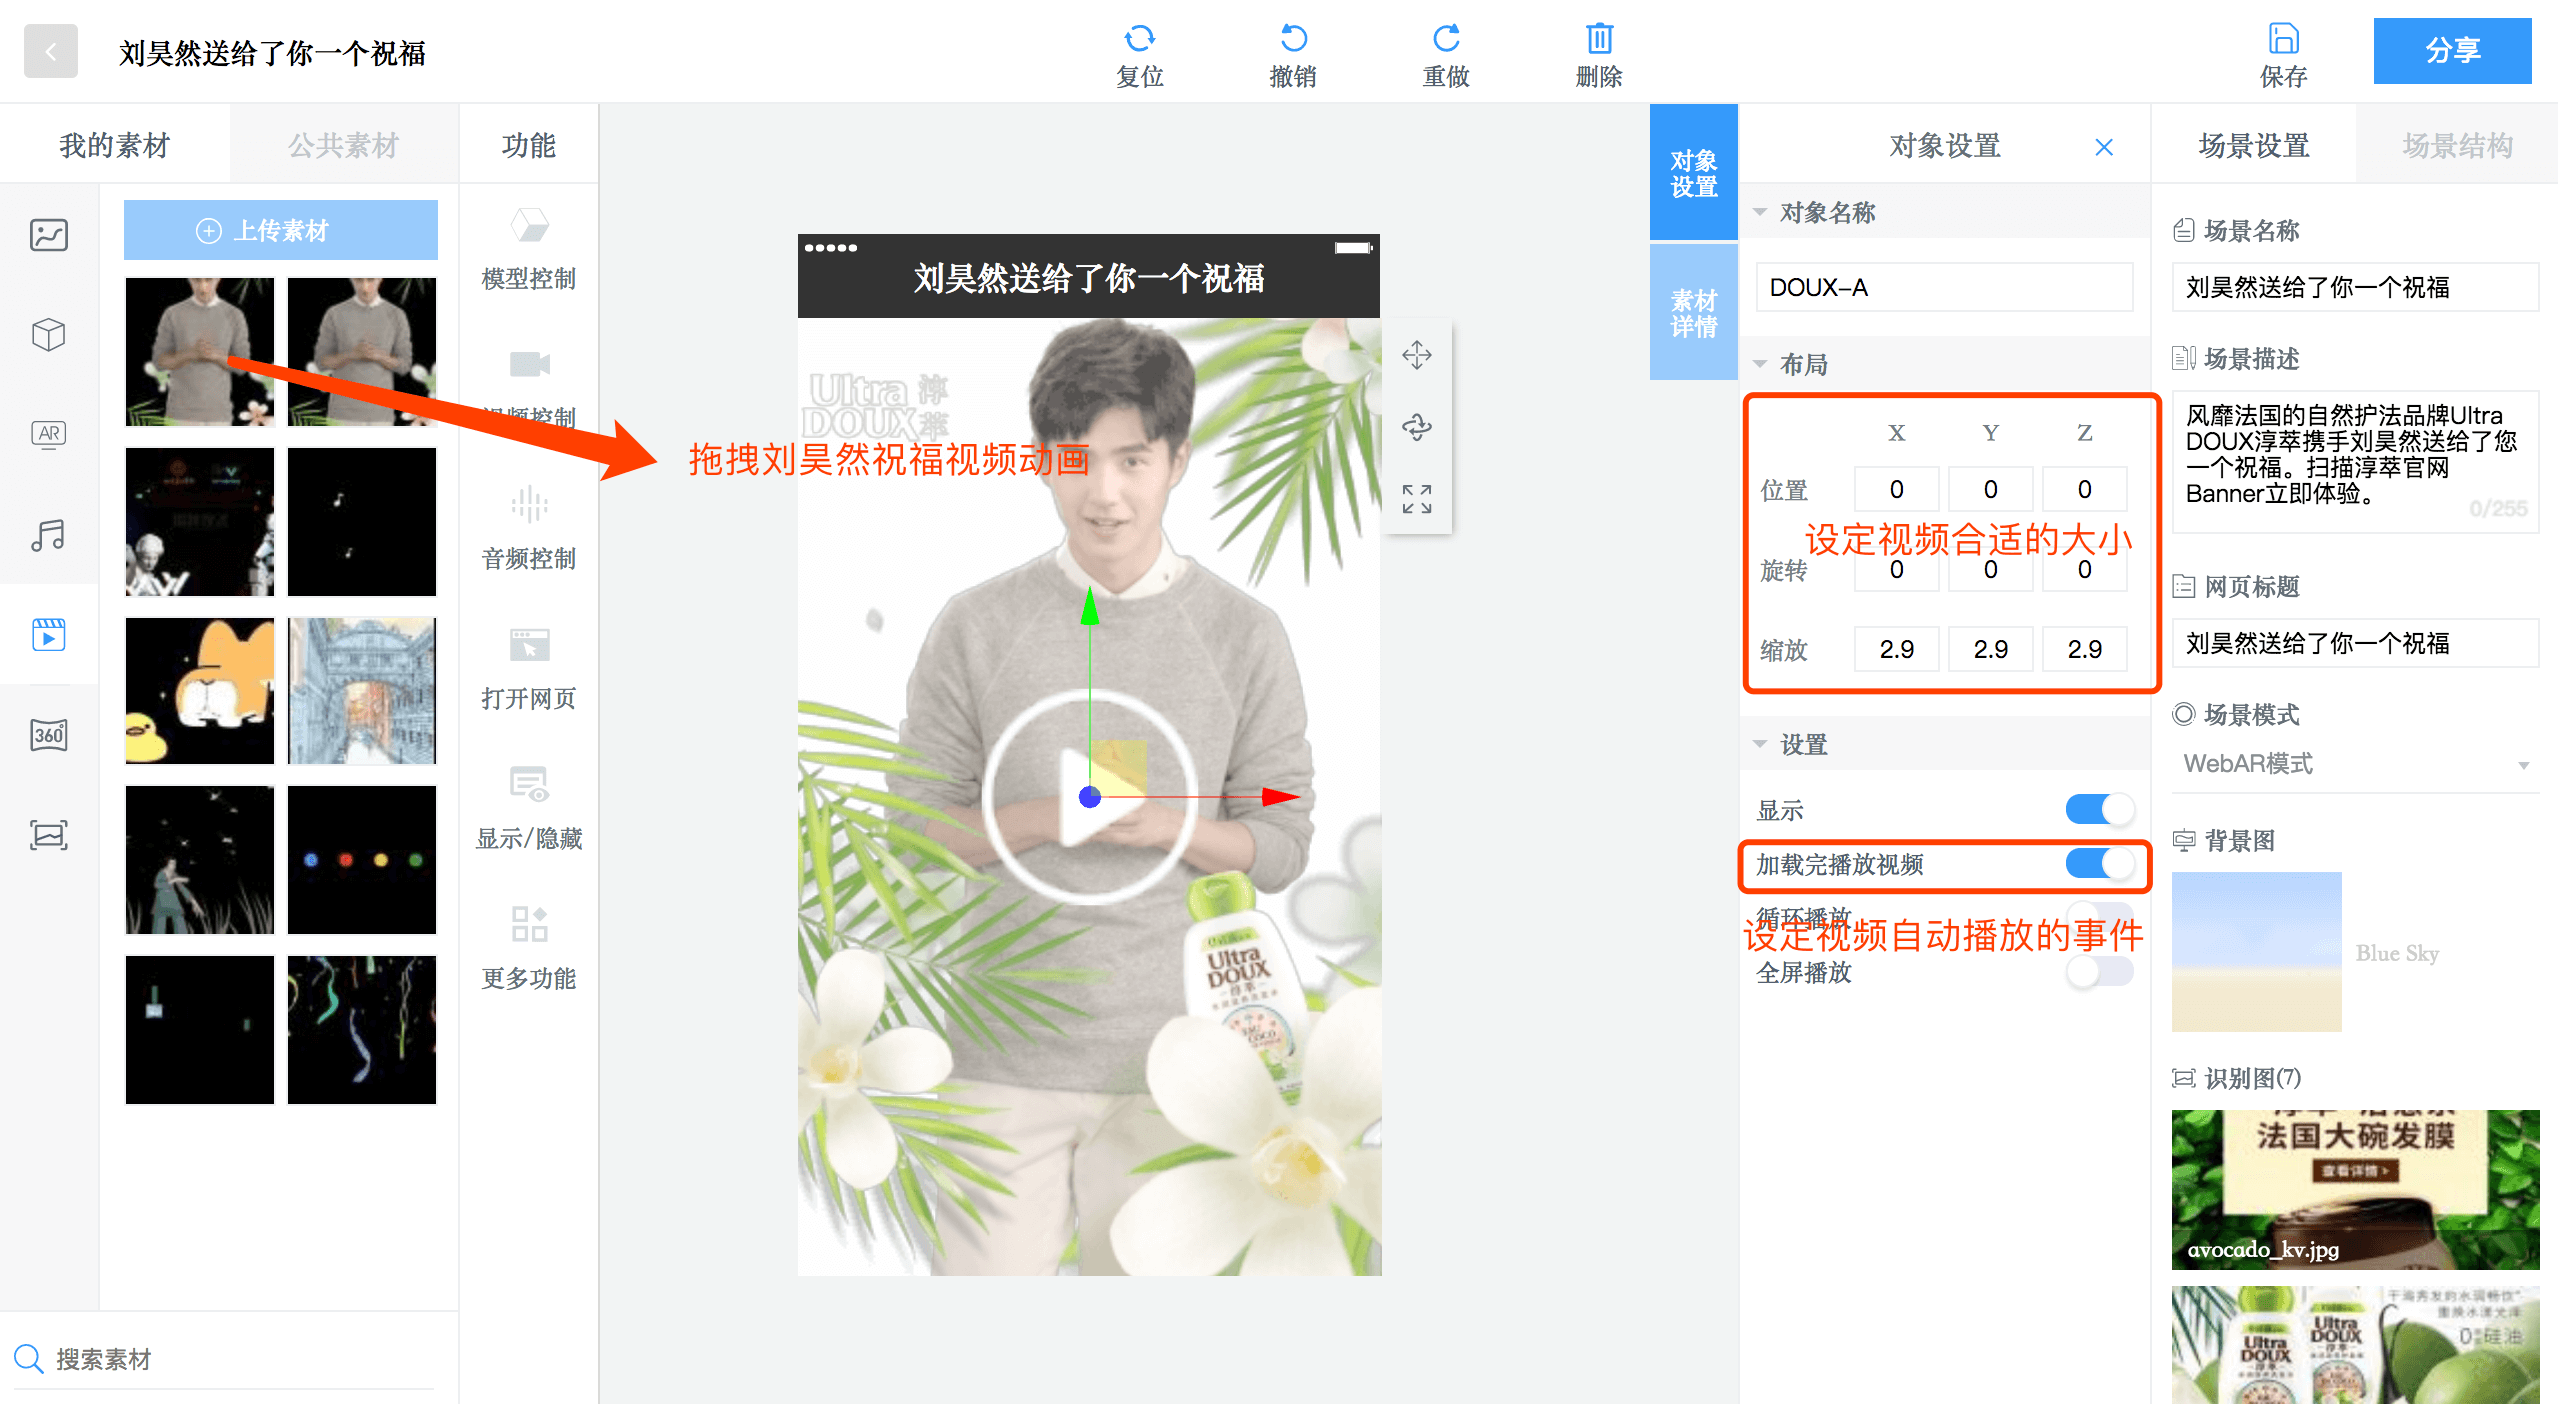 刘昊然送给了你一个祝福
复位
撤销
重做
删除
保存
分享
我的素材
公共素材
功能
上传素材
AR
360
搜索素材
模型控制
视频控制
音频控制
打开网页
显示/隐藏
更多功能
刘昊然送给了你一个祝福
Ultra 淳
DOUX 萃
拖拽刘昊然祝福视频动画
Ultra
DOUX
淳萃
COCO
对象
设置
素材
详情
对象设置
对象名称
DOUX-A
布局
X Y Z
位置 0 0 0
设定视频合适的大小
旋转 0 0 0
缩放 2.9 2.9 2.9
设置
显示
加载完播放视频
循环播放
设定视频自动播放的事件
全屏播放
场景设置
场景结构
场景名称
刘昊然送给了你一个祝福
场景描述
风靡法国的自然护法品牌Ultra
DOUX淳萃携手刘昊然送给了您
一个祝福。扫描淳萃官网
Banner立即体验。
0/255
网页标题
刘昊然送给了你一个祝福
场景模式
WebAR模式
背景图
Blue Sky
识别图(7)
法国大碗发膜
查看详情 >
avocado_kv.jpg
Ultra
DOUX
Ultra
DOUX